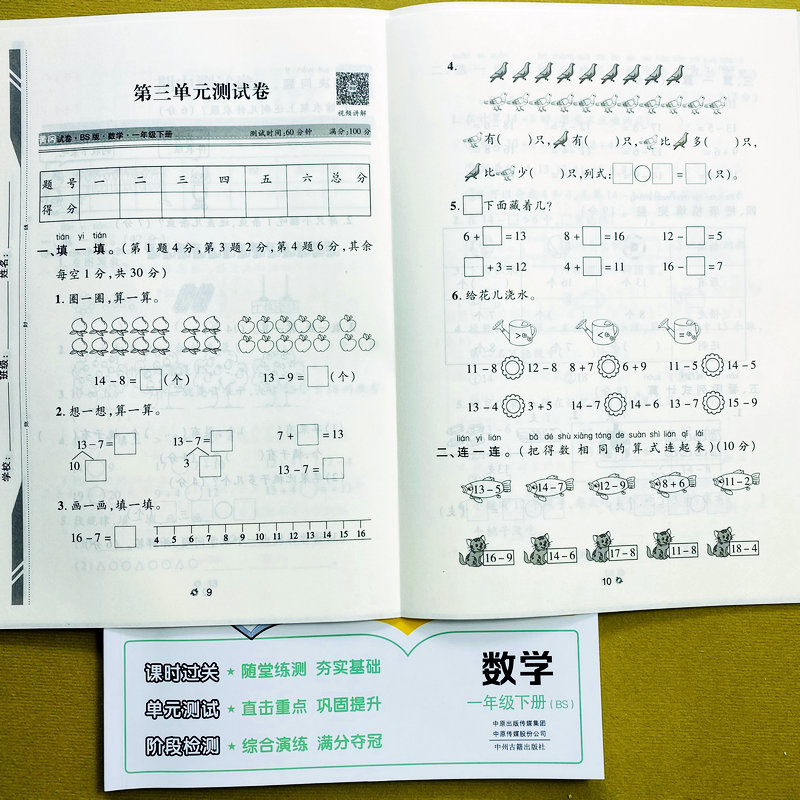 第三单元测试卷
视频讲解
试卷·BS版·数学·一年级下册 测试时间:60分钟 满分:100分
题 号 一 二 三 四 五 六 总 分
得 分
tián yi tián
一、填一填。(第1题4分,第3题2分,第4题6分,其余
每空1分,共30分)
1. 圈一圈,算一算。
14-8=□(个) 13-9=□(个)
2. 想一想,算一算。
13-7=□ 13-7=□ 7+□=13
10 □ 3 □ 13-7=□
3. 画一画,填一填。
16-7=□ 4 5 6 7 8 9 10 11 12 13 14 15 16
9
姓名:
班级:
学校:
4.
有( )只, 有( )只, 比 多( )只,
比 少( )只,列式:□○□=□(只)。
5. □下面藏着几?
6+□=13 8+□=16 12-□=5
□+3=12 4+□=11 16-□=7
6. 给花儿浇水。
> < =
11-8 12-8 8+7 6+9 11-5 14-5
13-4 3+5 14-7 14-6 13-7 15-9
lián yi lián bǎ dé shù xiāng tóng de suàn shì lián qǐ lái
二、连一连。(把得数相同的算式连起来)(10分)
13-5 14-7 12-9 8+6 11-2
16-9 14-6 17-8 11-8 18-4
10
课时过关 ★ 随堂练测 夯实基础
单元测试 ★ 直击重点 巩固提升
阶段检测 ★ 综合演练 满分夺冠
数学
一年级下册(BS)
中原出版传媒集团
中原传媒股份公司
中州古籍出版社